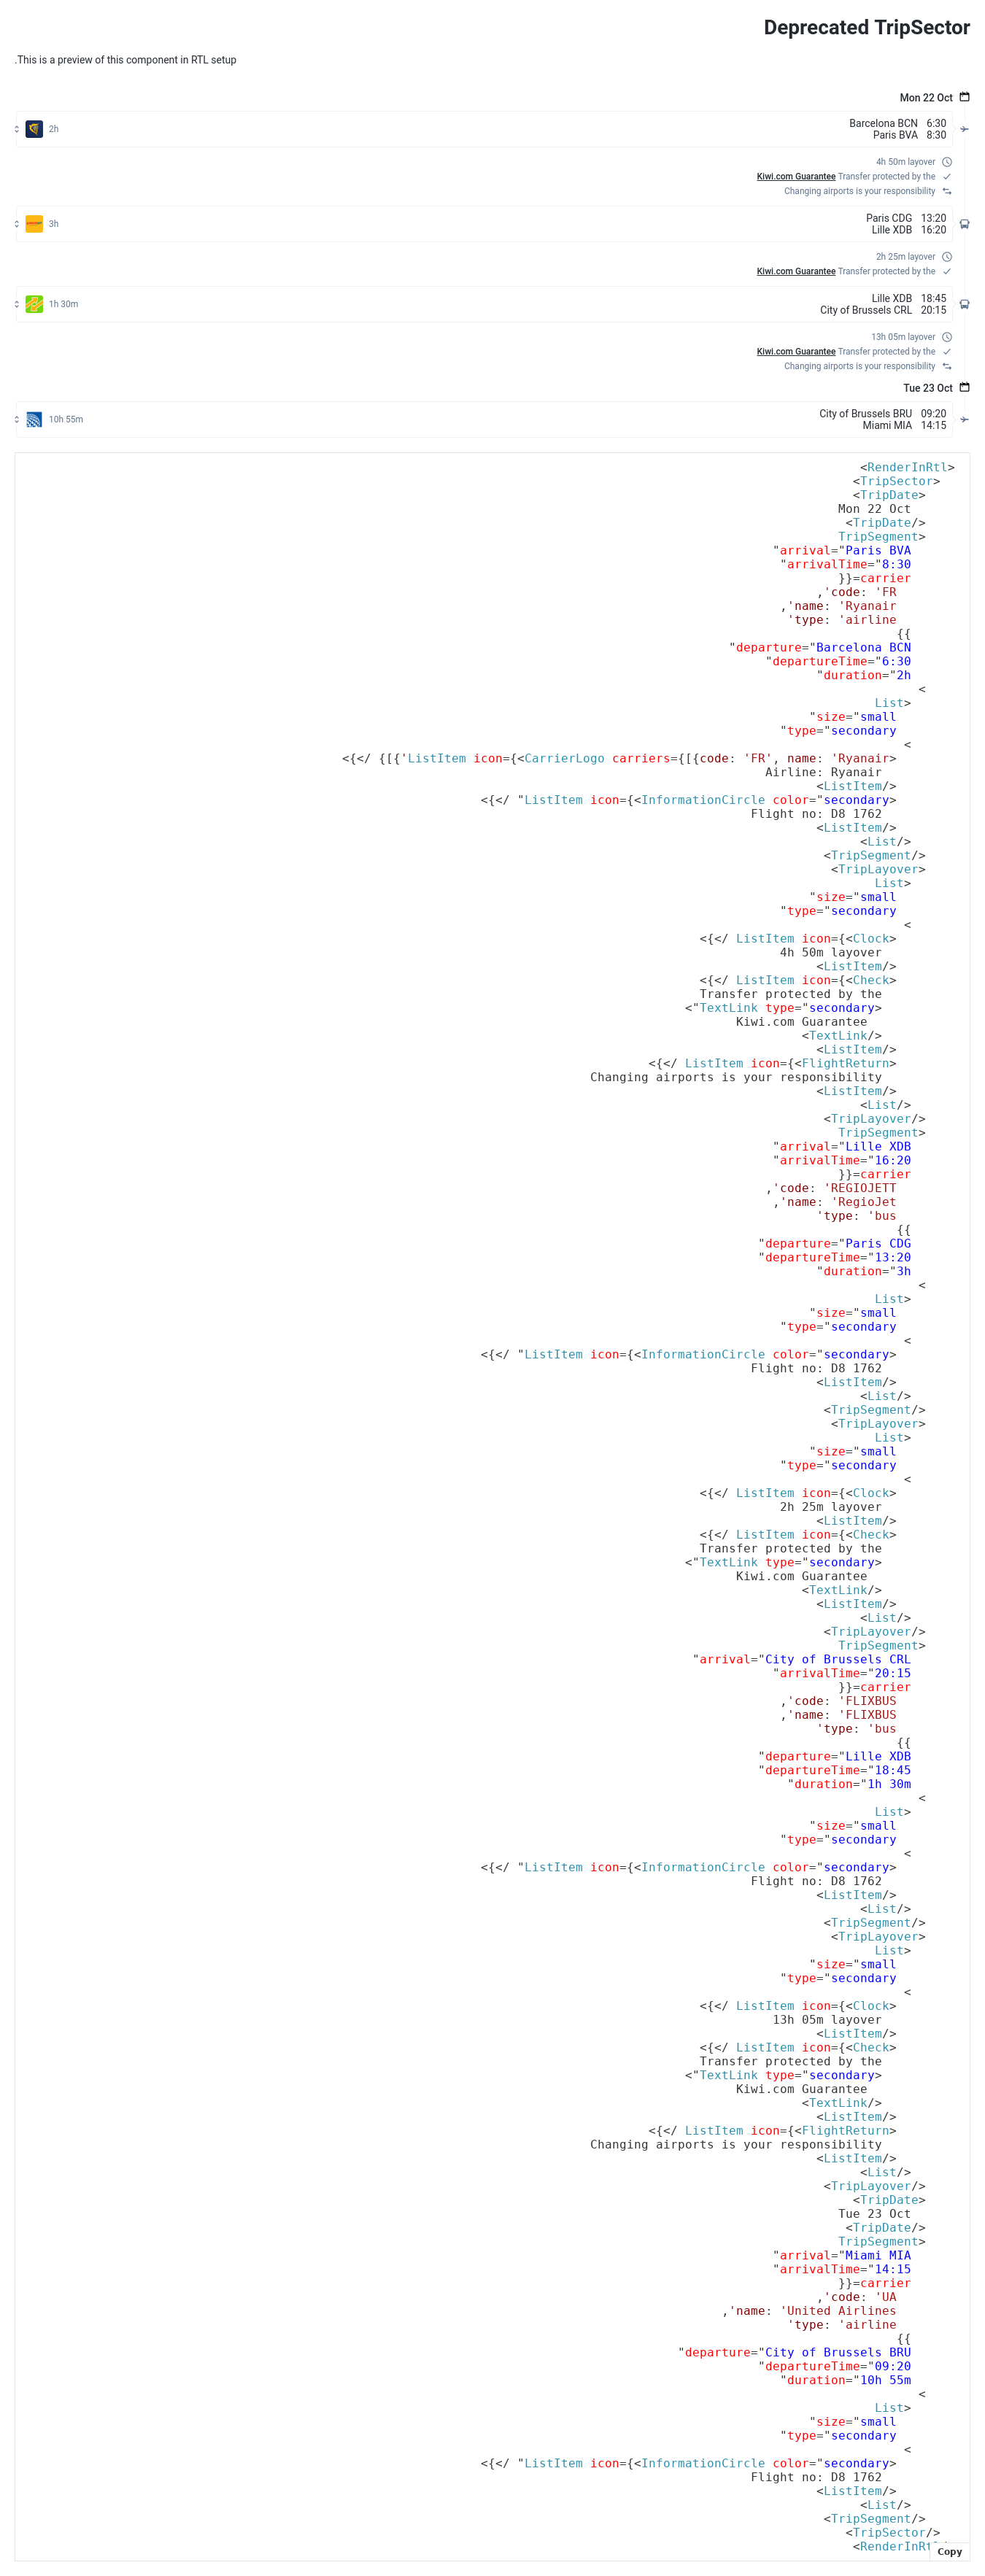 Deprecated TripSector
This is a preview of this component in RTL setup.
Mon 22 Oct
6:30 Barcelona BCN
8:30 Paris BVA
2h
4h 50m layover
Transfer protected by the Kiwi.com Guarantee
Changing airports is your responsibility
13:20 Paris CDG
16:20 Lille XDB
3h
2h 25m layover
Transfer protected by the Kiwi.com Guarantee
18:45 Lille XDB
20:15 City of Brussels CRL
1h 30m
13h 05m layover
Transfer protected by the Kiwi.com Guarantee
Changing airports is your responsibility
Tue 23 Oct
09:20 City of Brussels BRU
14:15 Miami MIA
10h 55m
<RenderInRtl>
<TripSector>
<TripDate>
Mon 22 Oct
</TripDate>
<TripSegment
arrival="Paris BVA"
arrivalTime="8:30"
carrier={{
code: 'FR',
name: 'Ryanair',
type: 'airline'
}}
departure="Barcelona BCN"
departureTime="6:30"
duration="2h"
>
<List
size="small"
type="secondary"
>
<ListItem icon={<CarrierLogo carriers={[{code: 'FR', name: 'Ryanair'}]} />}>
Airline: Ryanair
</ListItem>
<ListItem icon={<InformationCircle color="secondary" />}>
Flight no: D8 1762
</ListItem>
</List>
</TripSegment>
<TripLayover>
<List
size="small"
type="secondary"
>
<ListItem icon={<Clock />}>
4h 50m layover
</ListItem>
<ListItem icon={<Check />}>
Transfer protected by the
<TextLink type="secondary">
Kiwi.com Guarantee
</TextLink>
</ListItem>
<ListItem icon={<FlightReturn />}>
Changing airports is your responsibility
</ListItem>
</List>
</TripLayover>
<TripSegment
arrival="Lille XDB"
arrivalTime="16:20"
carrier={{
code: 'REGIOJETT',
name: 'RegioJet',
type: 'bus'
}}
departure="Paris CDG"
departureTime="13:20"
duration="3h"
>
<List
size="small"
type="secondary"
>
<ListItem icon={<InformationCircle color="secondary" />}>
Flight no: D8 1762
</ListItem>
</List>
</TripSegment>
<TripLayover>
<List
size="small"
type="secondary"
>
<ListItem icon={<Clock />}>
2h 25m layover
</ListItem>
<ListItem icon={<Check />}>
Transfer protected by the
<TextLink type="secondary">
Kiwi.com Guarantee
</TextLink>
</ListItem>
</List>
</TripLayover>
<TripSegment
arrival="City of Brussels CRL"
arrivalTime="20:15"
carrier={{
code: 'FLIXBUS',
name: 'FLIXBUS',
type: 'bus'
}}
departure="Lille XDB"
departureTime="18:45"
duration="1h 30m"
>
<List
size="small"
type="secondary"
>
<ListItem icon={<InformationCircle color="secondary" />}>
Flight no: D8 1762
</ListItem>
</List>
</TripSegment>
<TripLayover>
<List
size="small"
type="secondary"
>
<ListItem icon={<Clock />}>
13h 05m layover
</ListItem>
<ListItem icon={<Check />}>
Transfer protected by the
<TextLink type="secondary">
Kiwi.com Guarantee
</TextLink>
</ListItem>
<ListItem icon={<FlightReturn />}>
Changing airports is your responsibility
</ListItem>
</List>
</TripLayover>
<TripDate>
Tue 23 Oct
</TripDate>
<TripSegment
arrival="Miami MIA"
arrivalTime="14:15"
carrier={{
code: 'UA',
name: 'United Airlines',
type: 'airline'
}}
departure="City of Brussels BRU"
departureTime="09:20"
duration="10h 55m"
>
<List
size="small"
type="secondary"
>
<ListItem icon={<InformationCircle color="secondary" />}>
Flight no: D8 1762
</ListItem>
</List>
</TripSegment>
</TripSector>
</RenderInRtl>
Copy